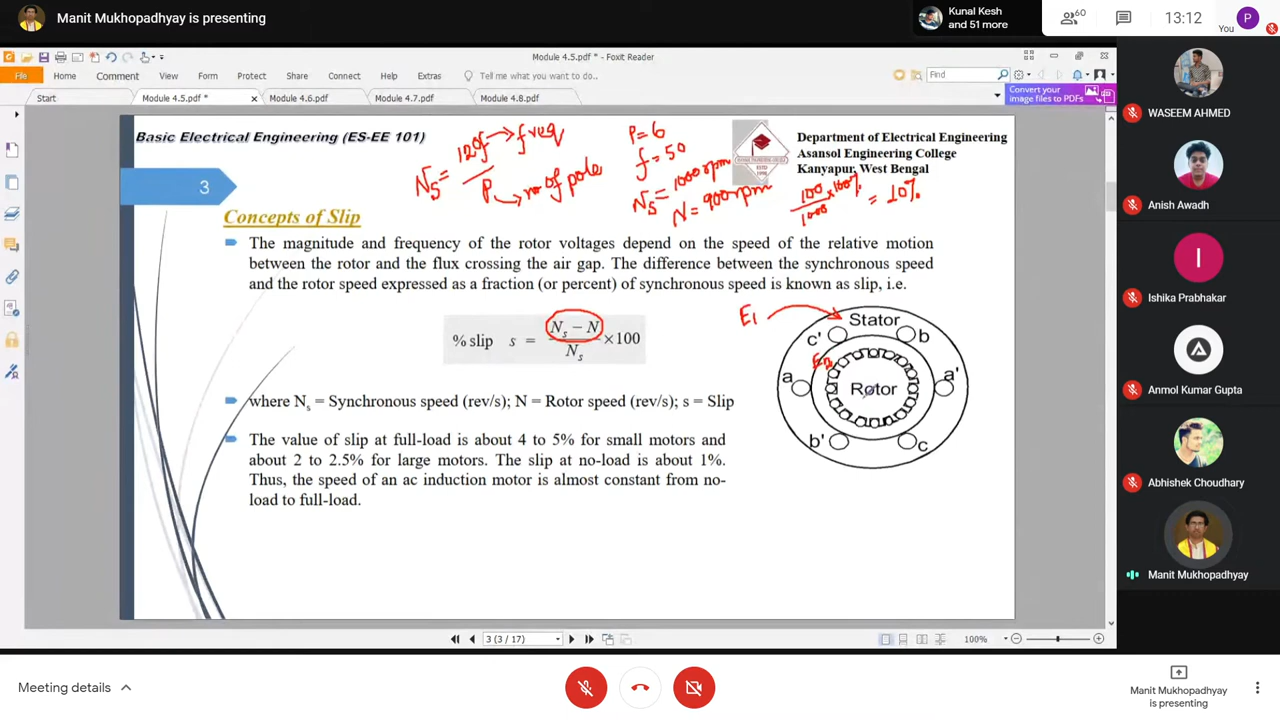 Manit Mukhopadhyay is presenting
Kunal Kesh
and 51 more
60
13:12
You
P
Module 4.5.pdf * - Foxit Reader
File Home Comment View Form Protect Share Connect Help Extras Tell me what you want to do..
Find
Start Module 4.5.pdf * Module 4.6.pdf Module 4.7.pdf Module 4.8.pdf
Convert your
image files to PDFs
Basic Electrical Engineering (ES-EE 101)
Department of Electrical Engineering
Asansol Engineering College
Kanyapur, West Bengal
Ns = 120f → freq
P → no of pole
P = 6
f = 50
Ns = 1000 rpm
N = 900 rpm
100
1000 × 100% = 10%
3
Concepts of Slip
The magnitude and frequency of the rotor voltages depend on the speed of the relative motion
between the rotor and the flux crossing the air gap. The difference between the synchronous speed
and the rotor speed expressed as a fraction (or percent) of synchronous speed is known as slip, i.e.
% slip s = Ns − N
Ns ×100
where Ns = Synchronous speed (rev/s); N = Rotor speed (rev/s); s = Slip
The value of slip at full-load is about 4 to 5% for small motors and
about 2 to 2.5% for large motors. The slip at no-load is about 1%.
Thus, the speed of an ac induction motor is almost constant from no-
load to full-load.
E1
Stator
c' b
E2
a Rotor a'
b' c
3 (3 / 17)
100%
WASEEM AHMED
Anish Awadh
I
Ishika Prabhakar
Anmol Kumar Gupta
Abhishek Choudhary
Manit Mukhopadhyay
Meeting details
Manit Mukhopadhyay
is presenting